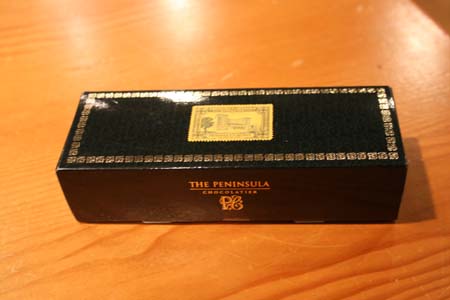 THE PENINSULA
CHOCOLATIER